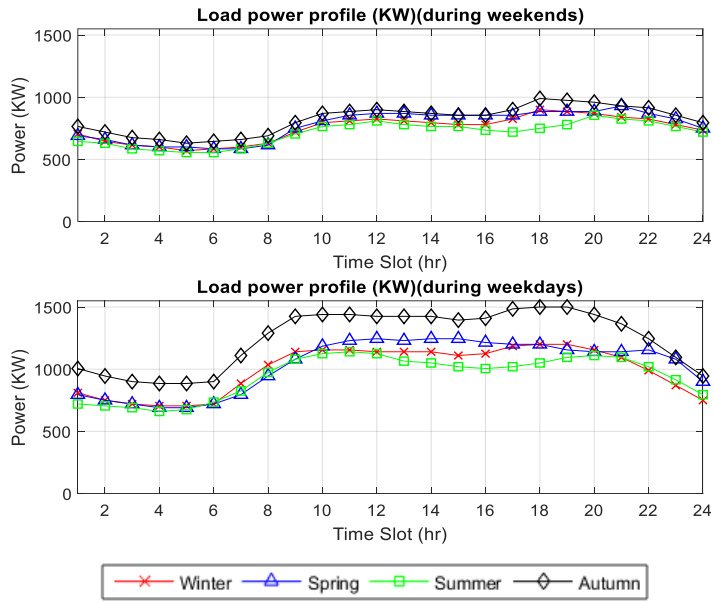 Load power profile (KW)(during weekends)
1500
1000
500
0
Power (KW)
2 4 6 8 10 12 14 16 18 20 22 24
Time Slot (hr)
Load power profile (KW)(during weekdays)
1500
1000
500
0
Power (KW)
2 4 6 8 10 12 14 16 18 20 22 24
Time Slot (hr)
Winter Spring Summer Autumn